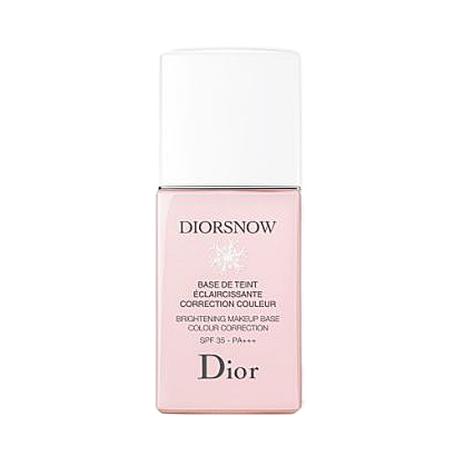 DIORSNOW
BASE DE TEINT
ÉCLAIRCISSANTE
CORRECTION COULEUR
BRIGHTENING MAKEUP BASE
COLOUR CORRECTION
SPF 35 - PA+++
Dior